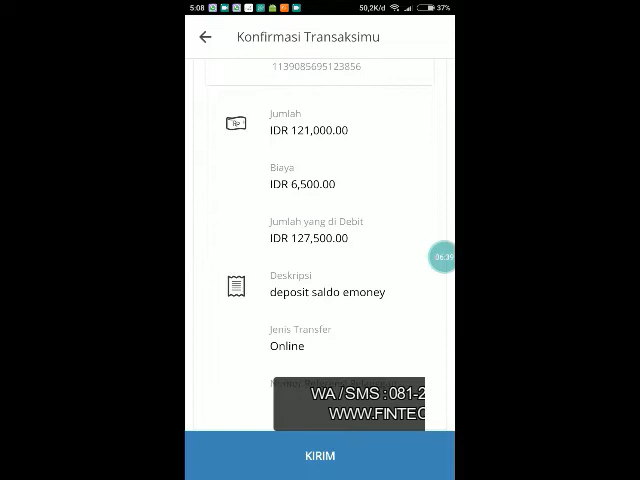 5:08
50,2K/d
37%
Konfirmasi Transaksimu
1139085695123856
Jumlah
IDR 121,000.00
Biaya
IDR 6,500.00
Jumlah yang di Debit
IDR 127,500.00
06:39
Deskripsi
deposit saldo emoney
Jenis Transfer
Online
WA / SMS : 081-2
WWW.FINTEC
KIRIM